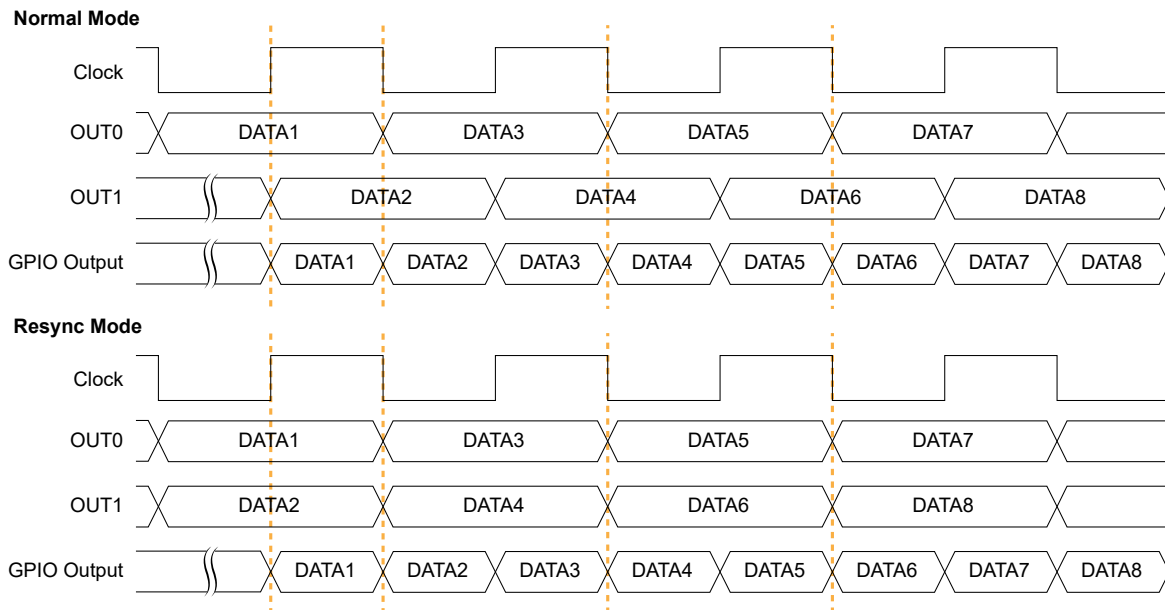 Normal Mode
Clock
OUT0 DATA1 DATA3 DATA5 DATA7
OUT1 DATA2 DATA4 DATA6 DATA8
GPIO Output DATA1 DATA2 DATA3 DATA4 DATA5 DATA6 DATA7 DATA8
Resync Mode
Clock
OUT0 DATA1 DATA3 DATA5 DATA7
OUT1 DATA2 DATA4 DATA6 DATA8
GPIO Output DATA1 DATA2 DATA3 DATA4 DATA5 DATA6 DATA7 DATA8